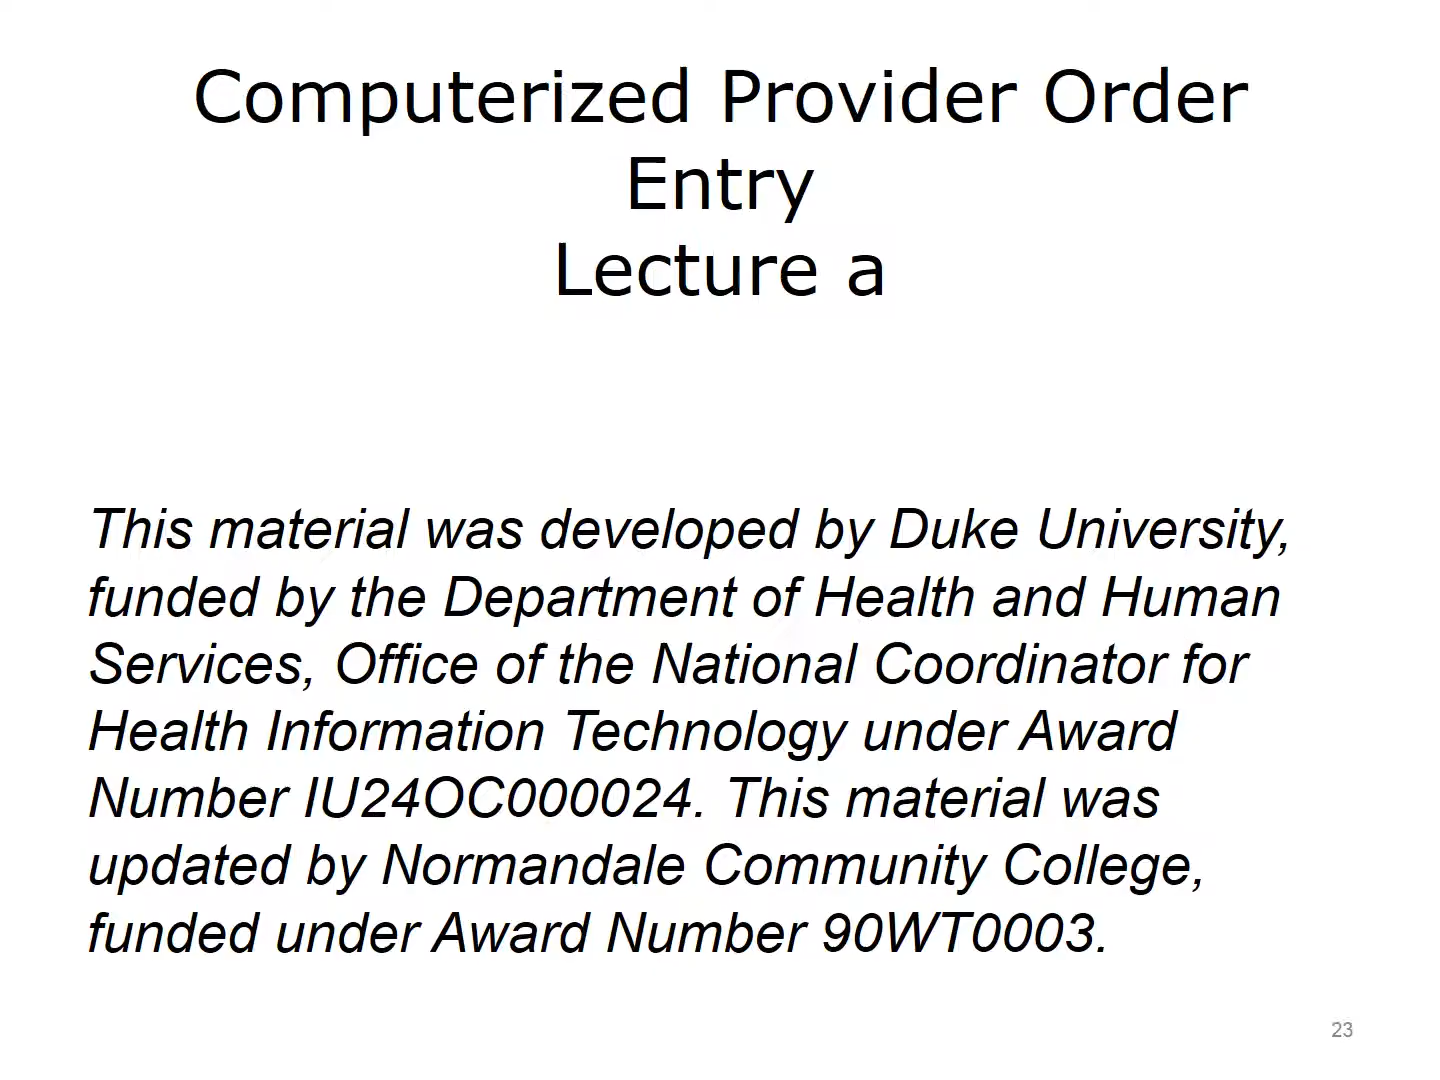 Computerized Provider Order
Entry
Lecture a
This material was developed by Duke University,
funded by the Department of Health and Human
Services, Office of the National Coordinator for
Health Information Technology under Award
Number IU24OC000024. This material was
updated by Normandale Community College,
funded under Award Number 90WT0003.
23